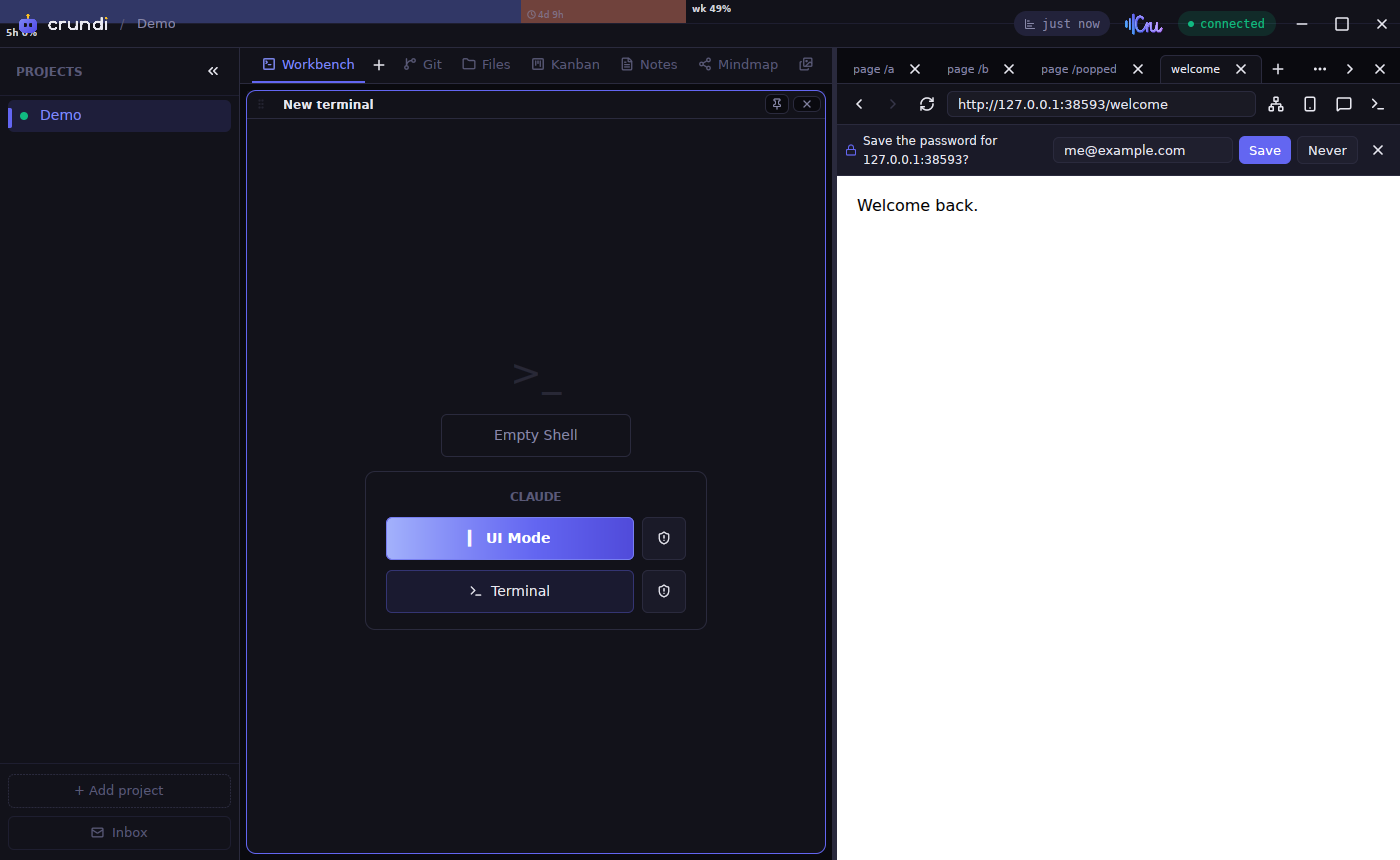 4d 9h
wk 49%
crundi / Demo
just now
connected
PROJECTS
Demo
+ Add project
Inbox
Workbench
Git
Files
Kanban
Notes
Mindmap
New terminal
>_
Empty Shell
CLAUDE
UI Mode
Terminal
page /a
page /b
page /popped
welcome
http://127.0.0.1:38593/welcome
Save the password for
127.0.0.1:38593?
me@example.com
Save
Never
Welcome back.